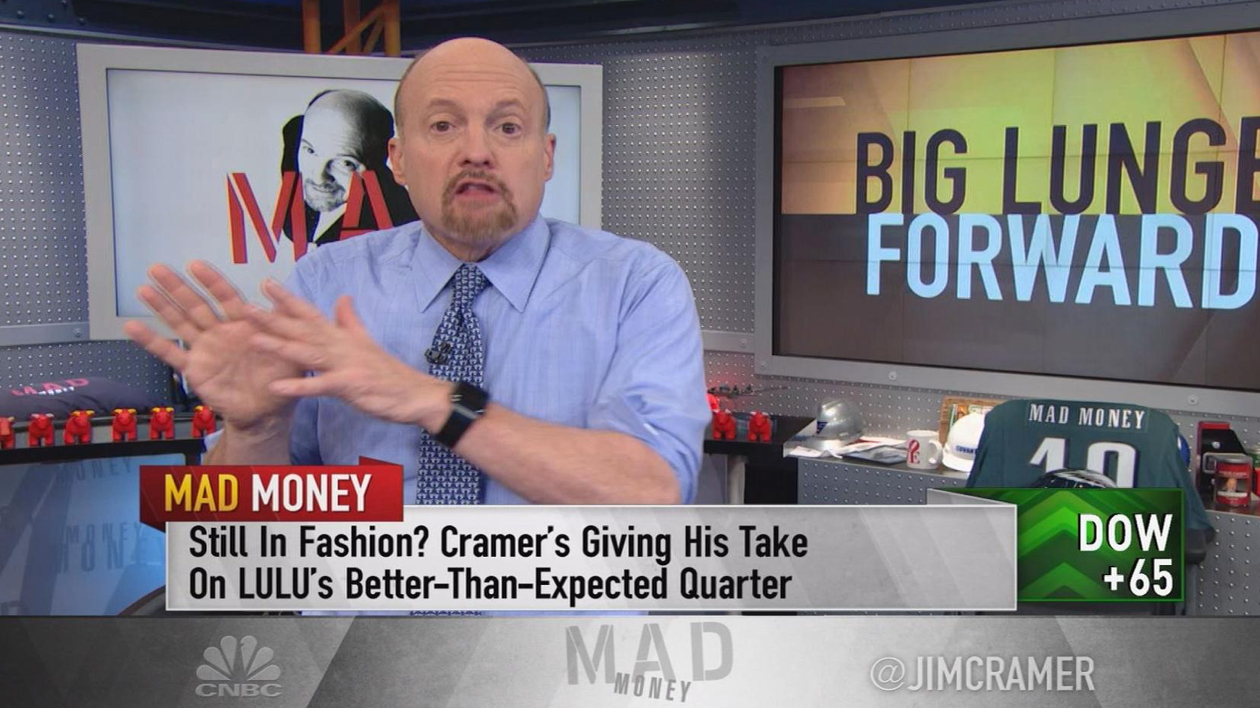 MA
BIG LUNGE
FORWARD
MAD
MAD MONEY
MAD MONEY
Still In Fashion? Cramer's Giving His Take
On LULU's Better-Than-Expected Quarter
DOW
+65
CNBC
MAD
MONEY
@JIMCRAMER